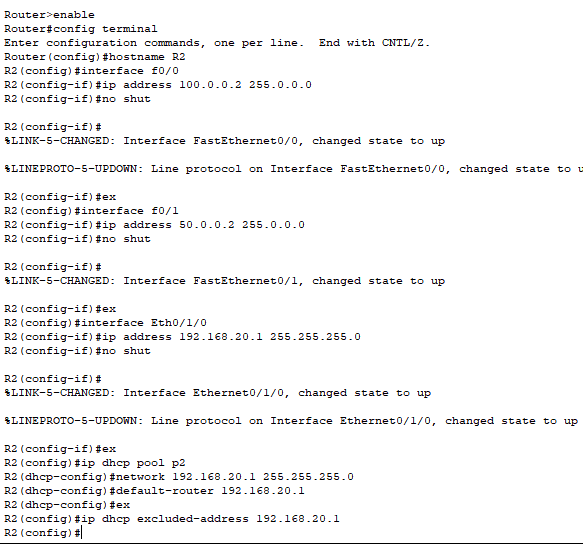 Router>enable
Router#config terminal
Enter configuration commands, one per line.  End with CNTL/Z.
Router(config)#hostname R2
R2(config)#interface f0/0
R2(config-if)#ip address 100.0.0.2 255.0.0.0
R2(config-if)#no shut
R2(config-if)#
%LINK-5-CHANGED: Interface FastEthernet0/0, changed state to up
%LINEPROTO-5-UPDOWN: Line protocol on Interface FastEthernet0/0, changed state to u
R2(config-if)#ex
R2(config)#interface f0/1
R2(config-if)#ip address 50.0.0.2 255.0.0.0
R2(config-if)#no shut
R2(config-if)#
%LINK-5-CHANGED: Interface FastEthernet0/1, changed state to up
R2(config-if)#ex
R2(config)#interface Eth0/1/0
R2(config-if)#ip address 192.168.20.1 255.255.255.0
R2(config-if)#no shut
R2(config-if)#
%LINK-5-CHANGED: Interface Ethernet0/1/0, changed state to up
%LINEPROTO-5-UPDOWN: Line protocol on Interface Ethernet0/1/0, changed state to up
R2(config-if)#ex
R2(config)#ip dhcp pool p2
R2(dhcp-config)#network 192.168.20.1 255.255.255.0
R2(dhcp-config)#default-router 192.168.20.1
R2(dhcp-config)#ex
R2(config)#ip dhcp excluded-address 192.168.20.1
R2(config)#